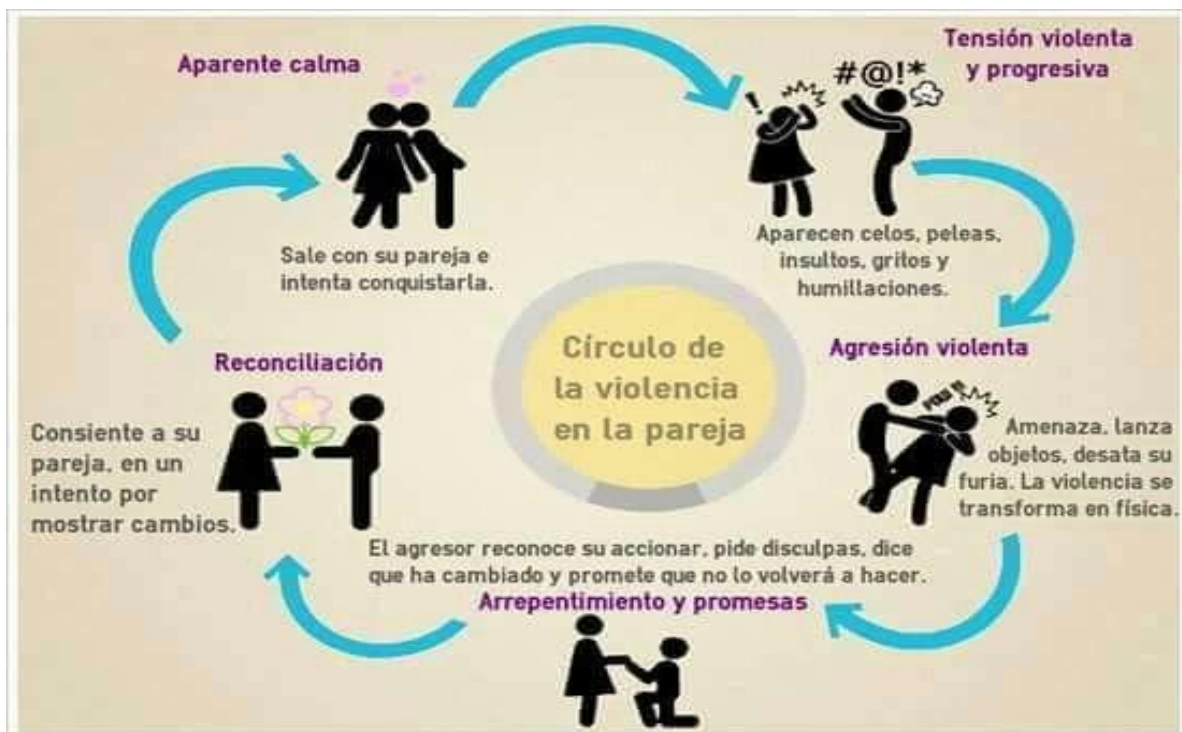 Aparente calma
Sale con su pareja e
intenta conquistarla.
Tensión violenta
y progresiva
#@!*
!
Aparecen celos, peleas,
insultos, gritos y
humillaciones.
Círculo de
la violencia
en la pareja
Agresión violenta
Amenaza, lanza
objetos, desata su
furia. La violencia se
transforma en física.
El agresor reconoce su accionar, pide disculpas, dice
que ha cambiado y promete que no lo volverá a hacer.
Arrepentimiento y promesas
Reconciliación
Consiente a su
pareja, en un
intento por
mostrar cambios.